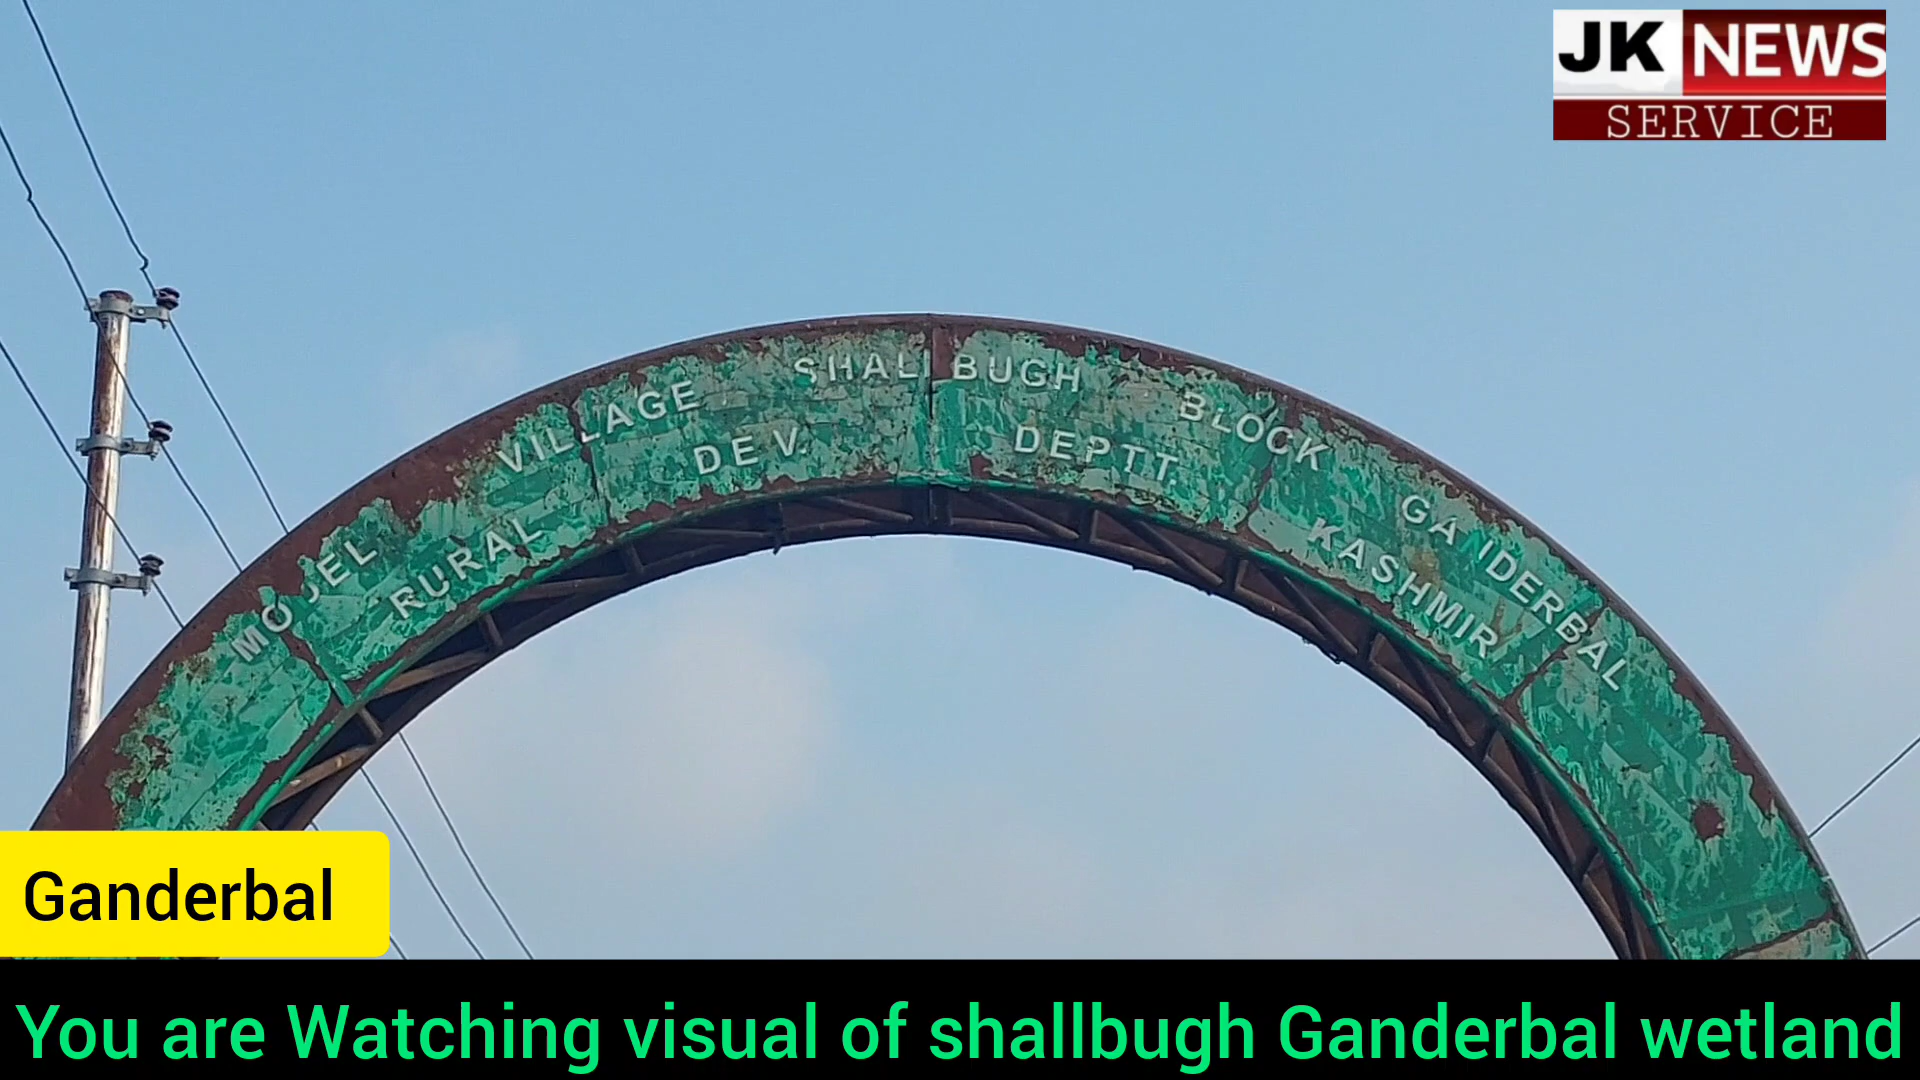 JK NEWS
SERVICE
MODEL VILLAGE SHALLBUGH BLOCK GANDERBAL
RURAL DEV. DEPTT. KASHMIR
Ganderbal
You are Watching visual of shallbugh Ganderbal wetland